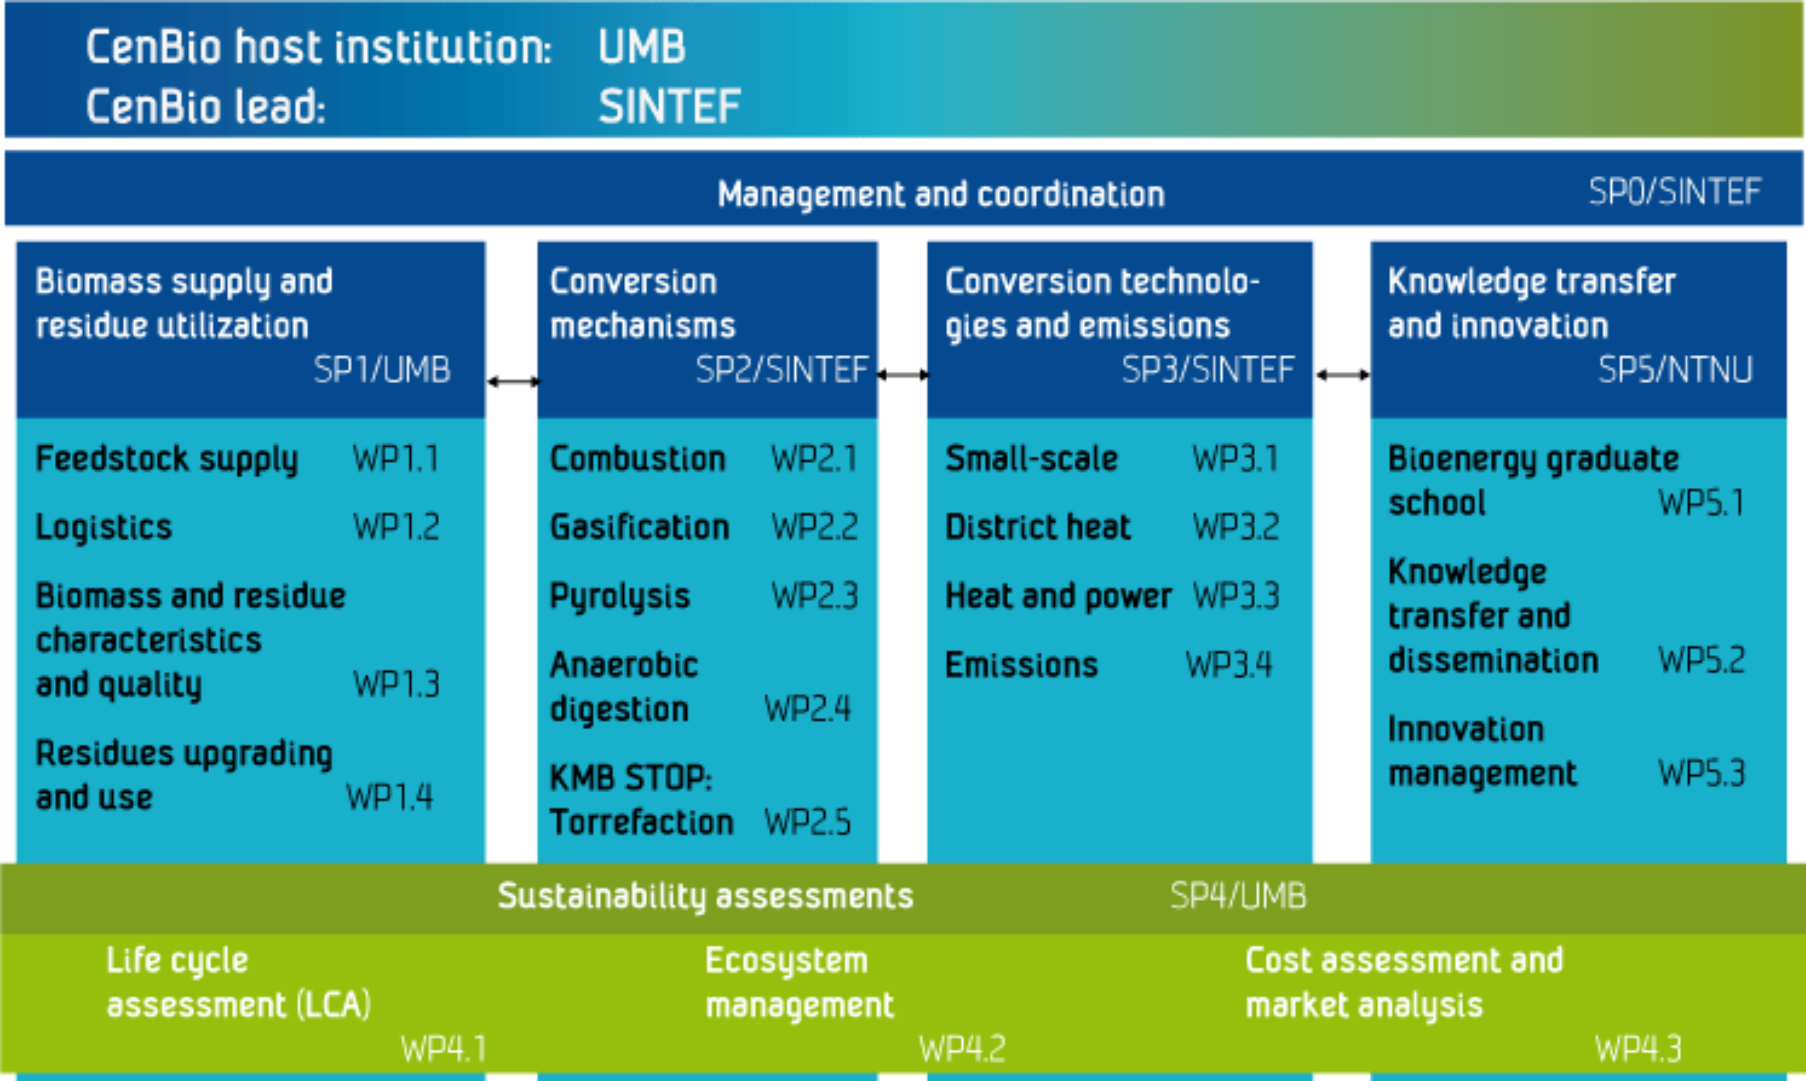 CenBio host institution: UMB
CenBio lead: SINTEF
Management and coordination SP0/SINTEF
Biomass supply and
residue utilization
SP1/UMB
Feedstock supply WP1.1
Logistics WP1.2
Biomass and residue
characteristics
and quality WP1.3
Residues upgrading
and use WP1.4
Conversion
mechanisms
SP2/SINTEF
Combustion WP2.1
Gasification WP2.2
Pyrolysis WP2.3
Anaerobic
digestion WP2.4
KMB STOP:
Torrefaction WP2.5
Conversion technolo-
gies and emissions
SP3/SINTEF
Small-scale WP3.1
District heat WP3.2
Heat and power WP3.3
Emissions WP3.4
Knowledge transfer
and innovation
SP5/NTNU
Bioenergy graduate
school WP5.1
Knowledge
transfer and
dissemination WP5.2
Innovation
management WP5.3
Sustainability assessments SP4/UMB
Life cycle
assessment (LCA)
WP4.1
Ecosystem
management
WP4.2
Cost assessment and
market analysis
WP4.3